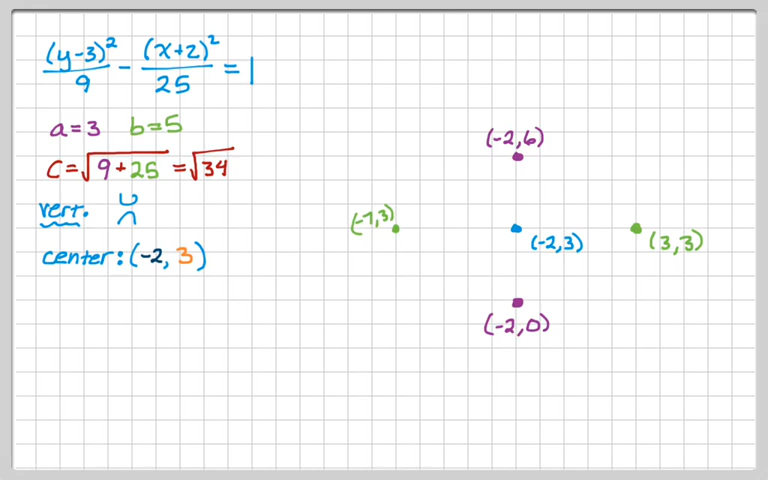 (y-3)²/9 - (x+2)²/25 = 1
a=3 b=5
c=√9+25 = √34
vert.
center: (-2, 3)
(-2,6)
(-7,3)
(-2,3)
(3,3)
(-2,0)